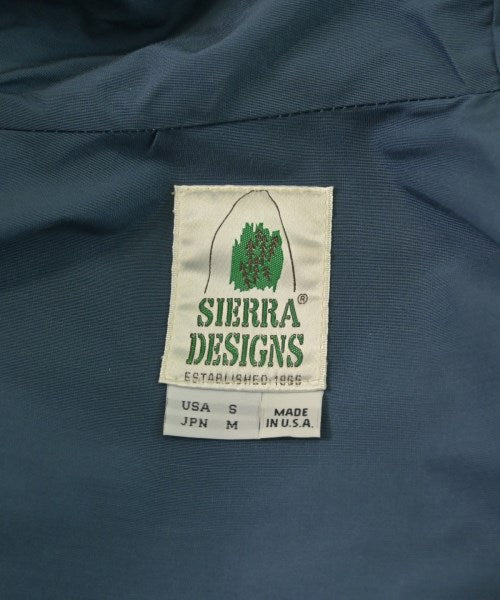 SIERRA®
DESIGNS
ESTABLISHED 1965
USA S
JPN M
MADE
IN U.S.A.